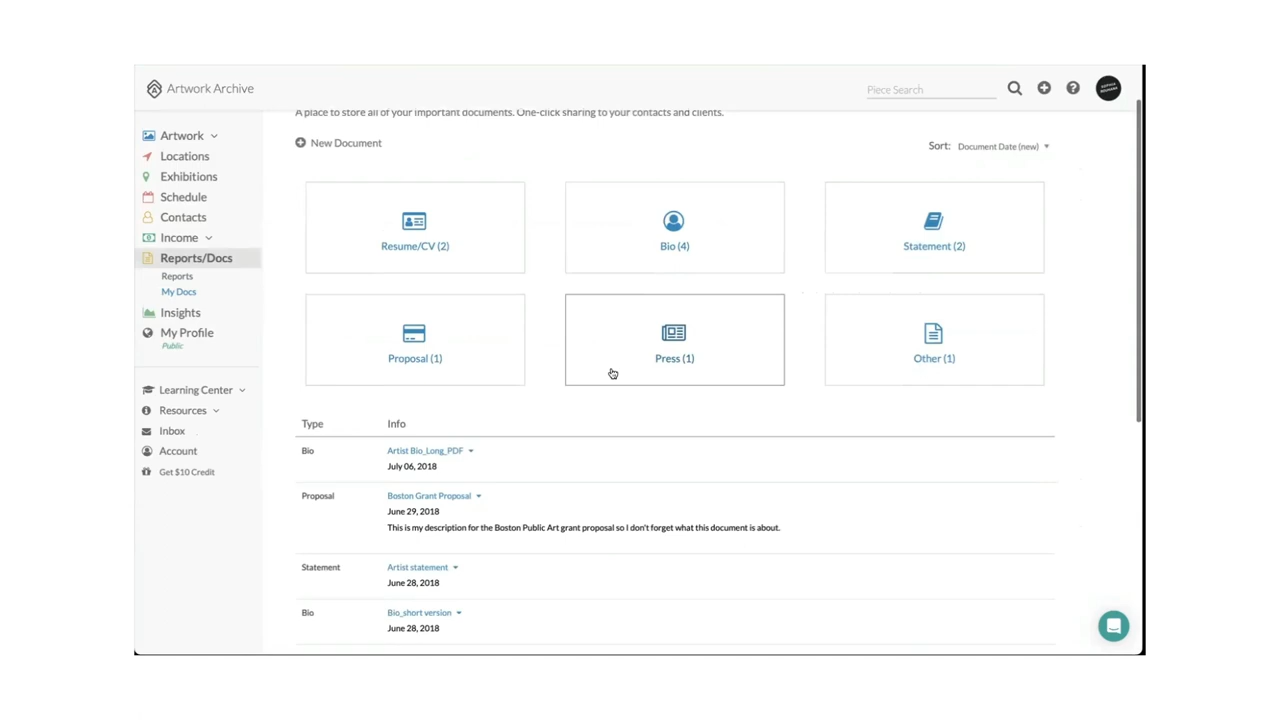 Artwork Archive
Piece Search
Artwork
Locations
Exhibitions
Schedule
Contacts
Income
Reports/Docs
Reports
My Docs
Insights
My Profile
Public
Learning Center
Resources
Inbox
Account
Get $10 Credit
A place to store all of your important documents. One-click sharing to your contacts and clients.
New Document
Sort: Document Date (new)
Resume/CV (2)
Bio (4)
Statement (2)
Proposal (1)
Press (1)
Other (1)
Type Info
Bio Artist Bio_Long_PDF
July 06, 2018
Proposal Boston Grant Proposal
June 29, 2018
This is my description for the Boston Public Art grant proposal so I don't forget what this document is about.
Statement Artist statement
June 28, 2018
Bio Bio_short version
June 28, 2018